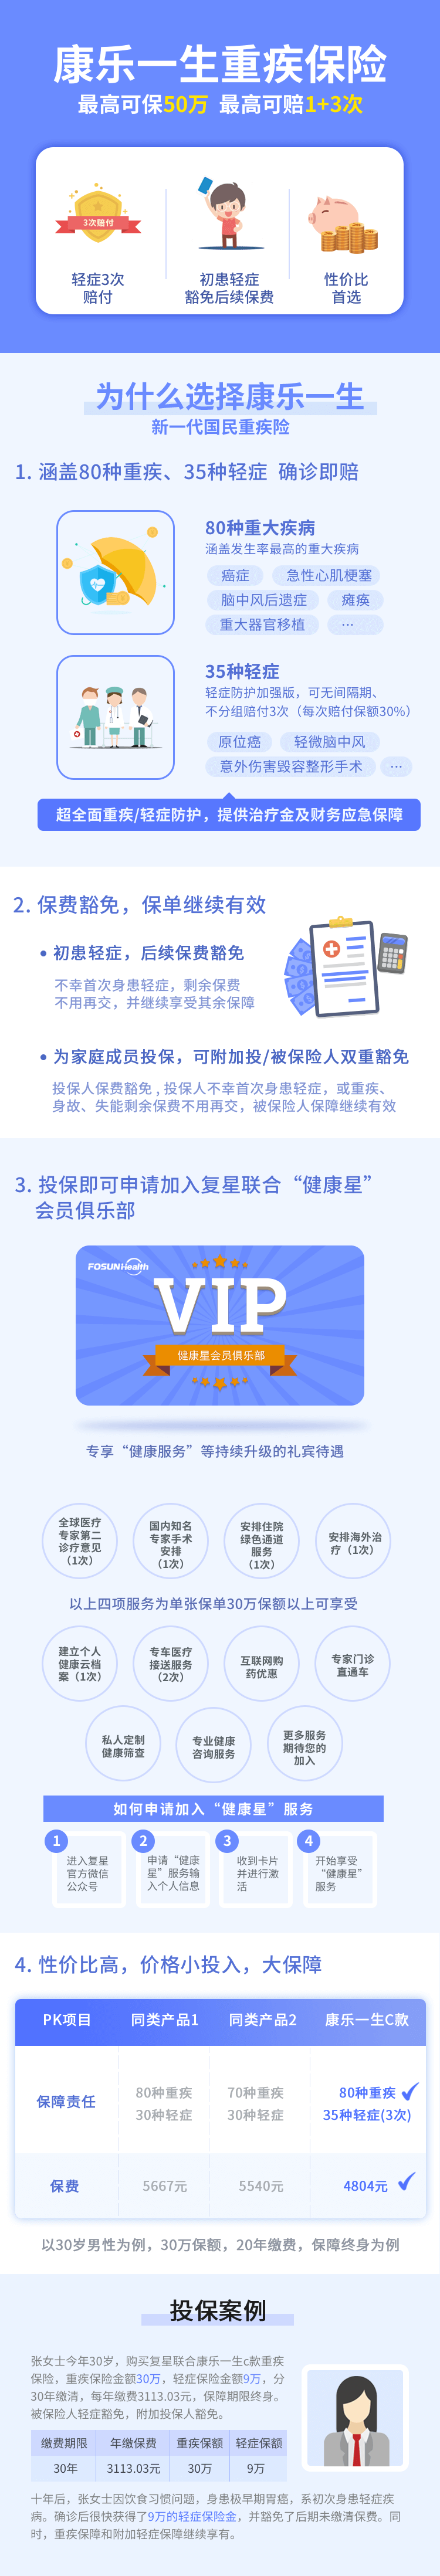 康乐一生重疾保险
最高可保50万 最高可赔1+3次
3次赔付
轻症3次
赔付
初患轻症
豁免后续保费
性价比
首选
为什么选择康乐一生
新一代国民重疾险
1. 涵盖80种重疾、35种轻症 确诊即赔
80种重大疾病
涵盖发生率最高的重大疾病
癌症 急性心肌梗塞
脑中风后遗症 瘫痪
重大器官移植 ...
35种轻症
轻症防护加强版，可无间隔期、
不分组赔付3次（每次赔付保额30%）
原位癌 轻微脑中风
意外伤害毁容整形手术 ...
超全面重疾/轻症防护，提供治疗金及财务应急保障
2. 保费豁免，保单继续有效
• 初患轻症，后续保费豁免
不幸首次身患轻症，剩余保费
不用再交，并继续享受其余保障
• 为家庭成员投保，可附加投/被保险人双重豁免
投保人保费豁免 , 投保人不幸首次身患轻症，或重疾、
身故、失能剩余保费不用再交，被保险人保障继续有效
3. 投保即可申请加入复星联合“健康星”
会员俱乐部
FOSUN Health
VIP
健康星会员俱乐部
专享“健康服务”等持续升级的礼宾待遇
全球医疗
专家第二
诊疗意见
（1次）
国内知名
专家手术
安排
（1次）
安排住院
绿色通道
服务
（1次）
安排海外治
疗（1次）
以上四项服务为单张保单30万保额以上可享受
建立个人
健康云档
案（1次）
专车医疗
接送服务
（2次）
互联网购
药优惠
专家门诊
直通车
私人定制
健康筛查
专业健康
咨询服务
更多服务
期待您的
加入
如何申请加入“健康星”服务
1
进入复星
官方微信
公众号
2
申请“健康
星”服务输
入个人信息
3
收到卡片
并进行激
活
4
开始享受
“健康星”
服务
4. 性价比高，价格小投入，大保障
PK项目 同类产品1 同类产品2 康乐一生C款
保障责任
80种重疾 70种重疾 80种重疾
30种轻症 30种轻症 35种轻症(3次)
保费 5667元 5540元 4804元
以30岁男性为例，30万保额，20年缴费，保障终身为例
投保案例
张女士今年30岁，购买复星联合康乐一生c款重疾
保险，重疾保险金额30万，轻症保险金额9万，分
30年缴清，每年缴费3113.03元，保障期限终身。
被保险人轻症豁免，附加投保人豁免。
缴费期限 年缴保费 重疾保额 轻症保额
30年 3113.03元 30万 9万
十年后，张女士因饮食习惯问题，身患极早期胃癌，系初次身患轻症疾
病。确诊后很快获得了9万的轻症保险金，并豁免了后期未缴清保费。同
时，重疾保障和附加轻症保障继续享有。